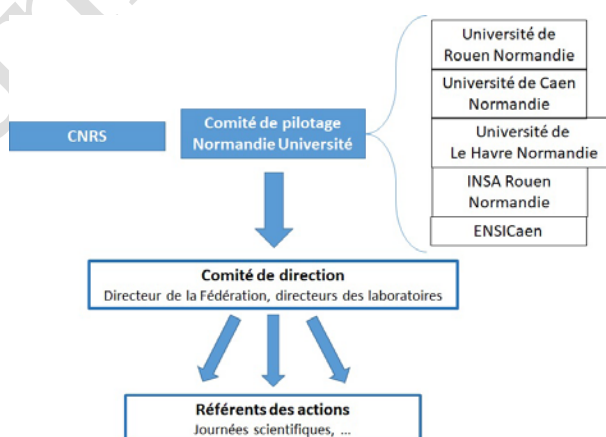 CNRS
Comité de pilotage
Normandie Université
Université de
Rouen Normandie
Université de Caen
Normandie
Université de
Le Havre Normandie
INSA Rouen
Normandie
ENSICaen
Comité de direction
Directeur de la Fédération, directeurs des laboratoires
Référents des actions
Journées scientifiques, ...